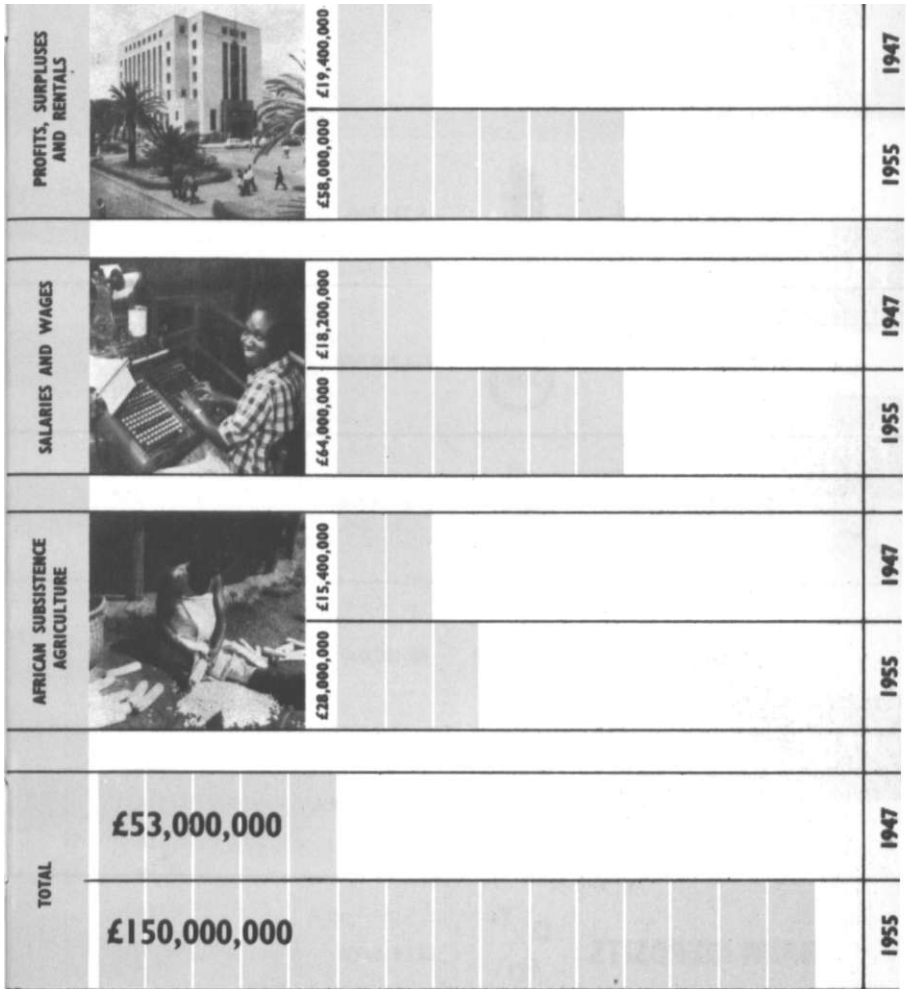 PROFITS, SURPLUSES
AND RENTALS
£19,400,000
1947
£58,000,000
1955
SALARIES AND WAGES
£18,200,000
1947
£64,000,000
1955
AFRICAN SUBSISTENCE
AGRICULTURE
£15,400,000
1947
£28,000,000
1955
TOTAL
£53,000,000
1947
£150,000,000
1955